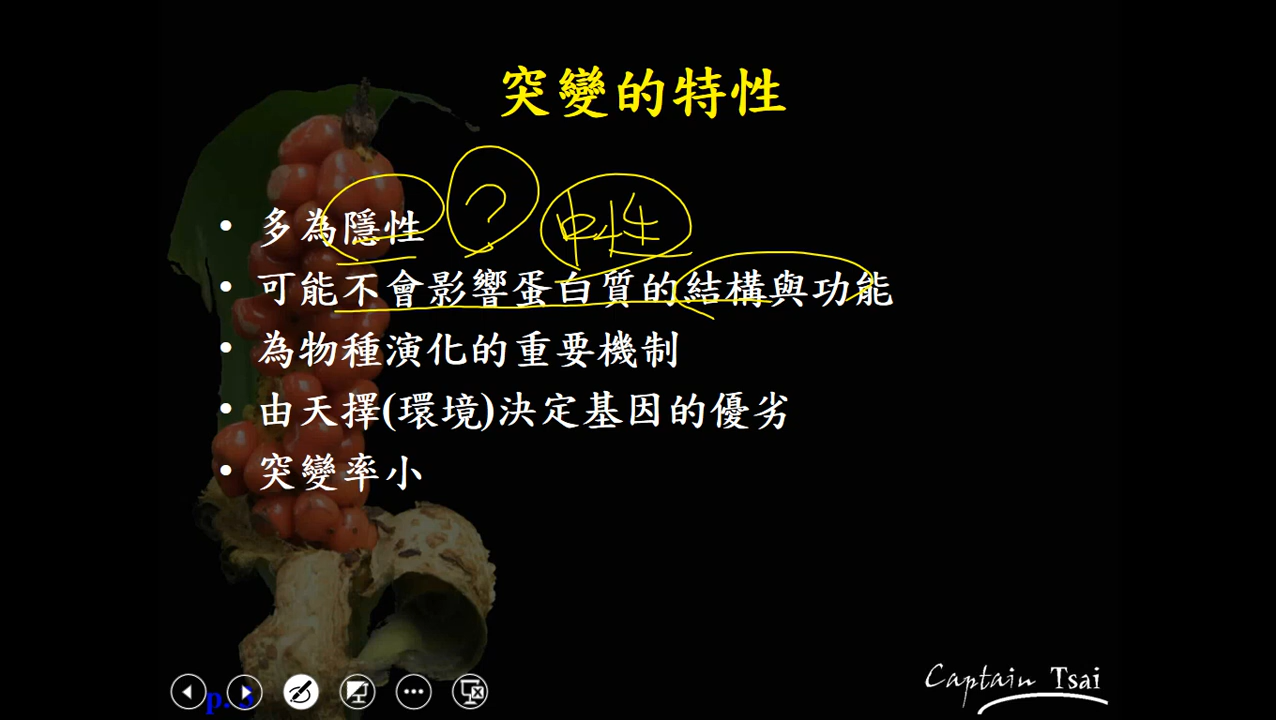 突變的特性
• 多為隱性 ? 中性
• 可能不會影響蛋白質的結構與功能
• 為物種演化的重要機制
• 由天擇(環境)決定基因的優劣
• 突變率小
p. 3
Captain Tsai